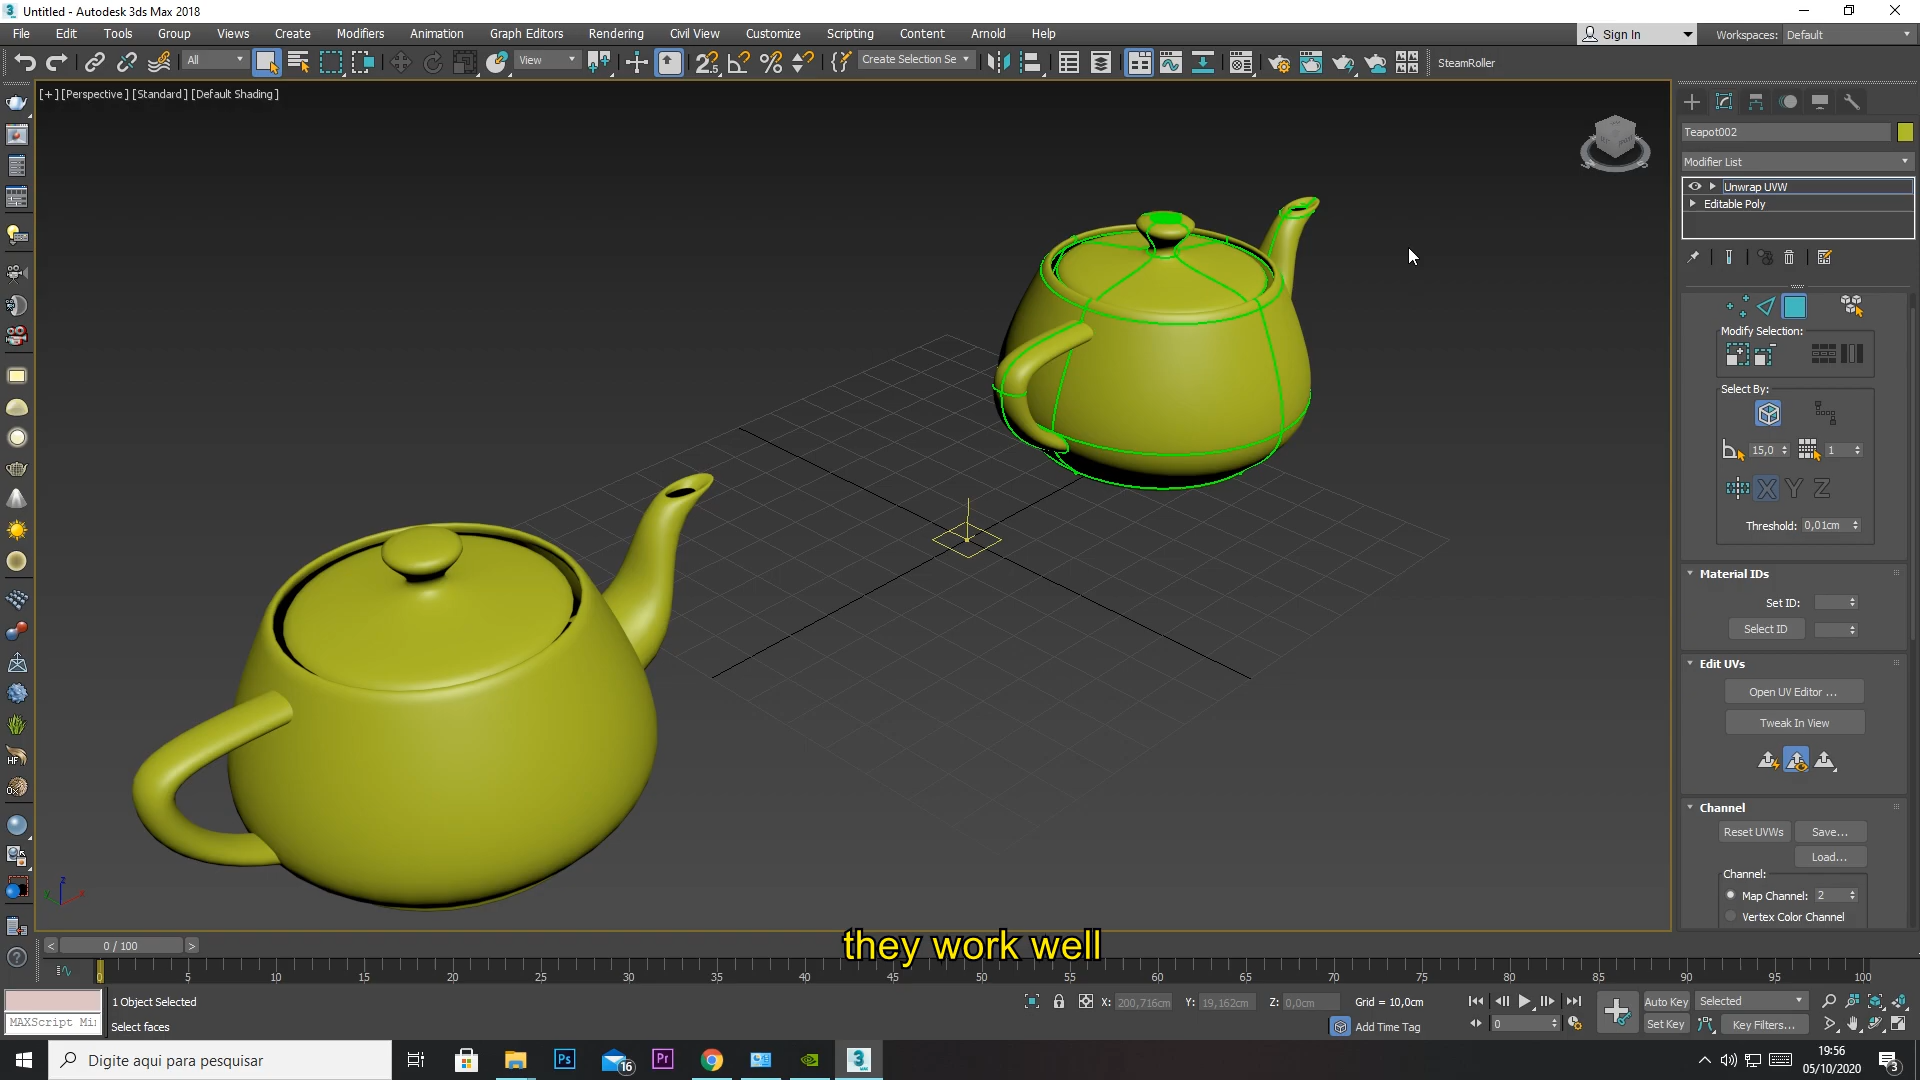 Untitled - Autodesk 3ds Max 2018
File Edit Tools Group Views Create Modifiers Animation Graph Editors Rendering Civil View Customize Scripting Content Arnold Help
Sign In Workspaces: Default
All View Create Selection Se SteamRoller
[+] [Perspective] [Standard] [Default Shading]
Teapot002
Modifier List
Unwrap UVW
Editable Poly
Modify Selection:
Select By:
15,0 1
X Y Z
Threshold: 0,01cm
Material IDs
Set ID:
Select ID
Edit UVs
Open UV Editor ...
Tweak In View
Channel
Reset UVWs Save...
Load...
Channel:
Map Channel: 2
Vertex Color Channel
they work well
< 0 / 100 >
0 5 10 15 20 25 30 35 40 45 50 55 60 65 70 75 80 85 90 95 100
1 Object Selected
X: 200,716cm Y: 19,162cm Z: 0,0cm Grid = 10,0cm
Auto Key Selected
MAXScript Mi
Select faces
Add Time Tag
0
Set Key Key Filters...
Digite aqui para pesquisar
Ps 16 Pr 3
19:56
05/10/2020
3